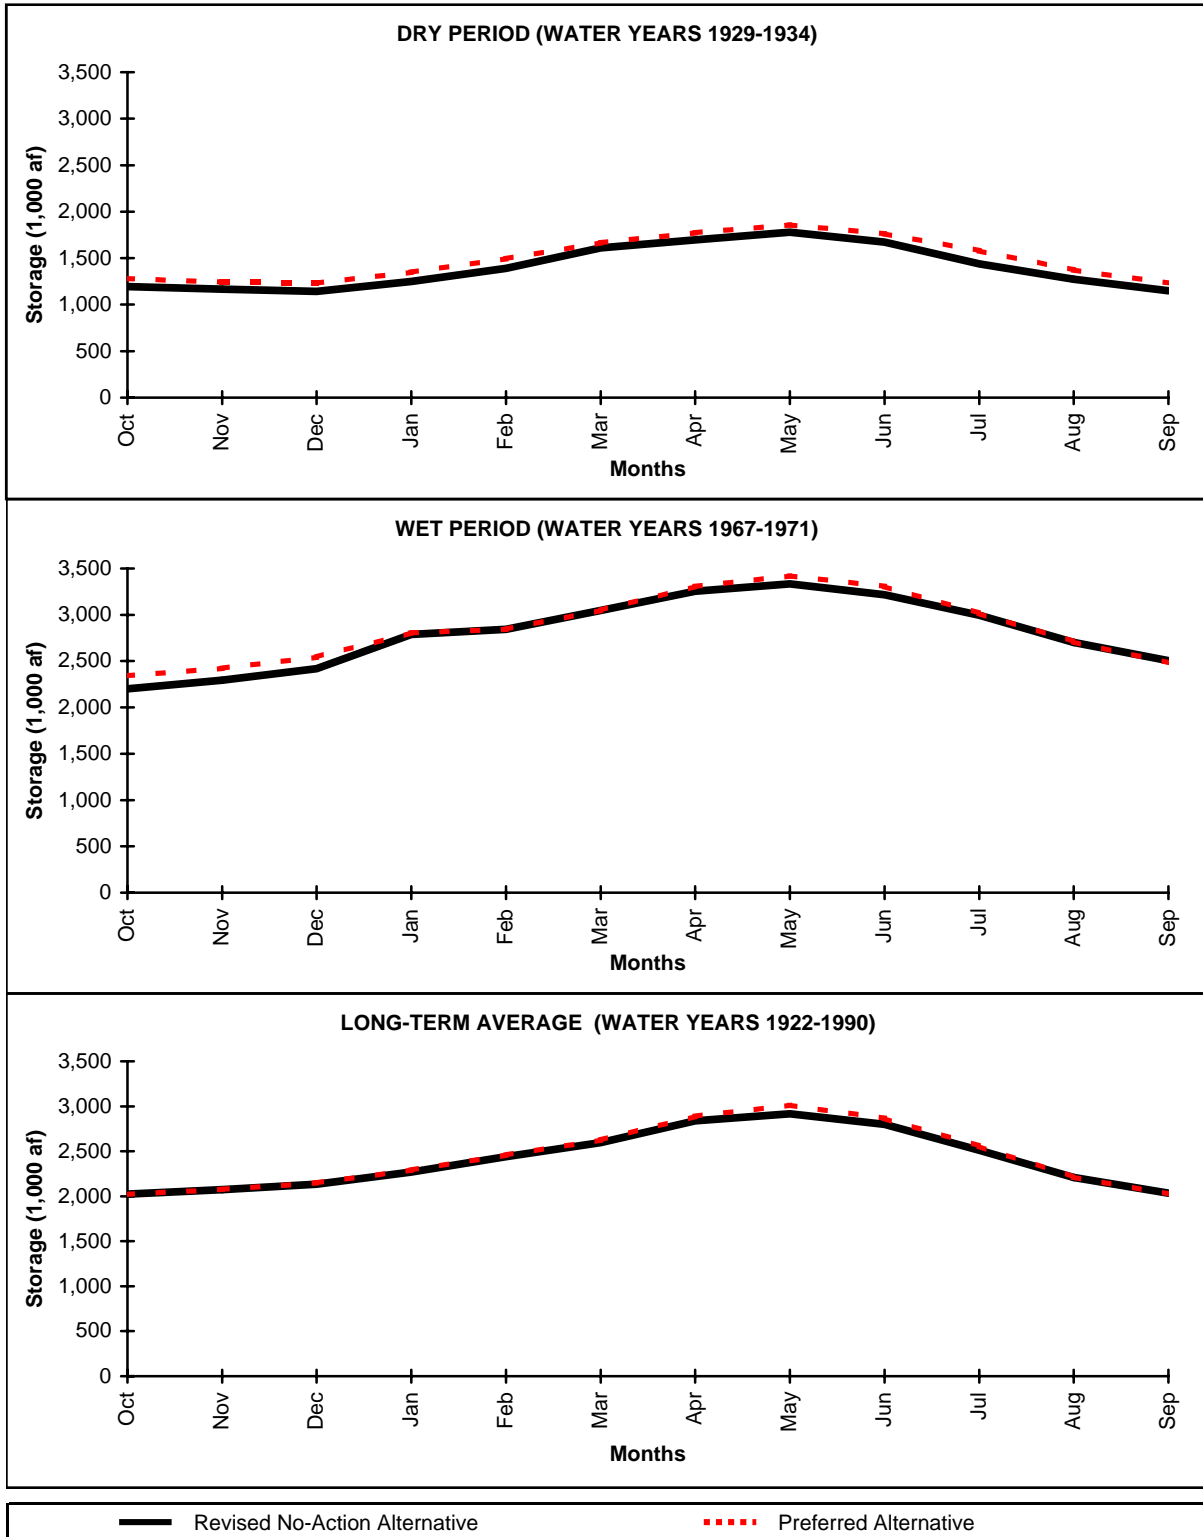 DRY PERIOD (WATER YEARS 1929-1934)
3,500
3,000
2,500
2,000
1,500
1,000
500
0
Storage (1,000 af)
Oct
Nov
Dec
Jan
Feb
Mar
Apr
May
Jun
Jul
Aug
Sep
Months
WET PERIOD (WATER YEARS 1967-1971)
3,500
3,000
2,500
2,000
1,500
1,000
500
0
Storage (1,000 af)
Oct
Nov
Dec
Jan
Feb
Mar
Apr
May
Jun
Jul
Aug
Sep
Months
LONG-TERM AVERAGE (WATER YEARS 1922-1990)
3,500
3,000
2,500
2,000
1,500
1,000
500
0
Storage (1,000 af)
Oct
Nov
Dec
Jan
Feb
Mar
Apr
May
Jun
Jul
Aug
Sep
Months
Revised No-Action Alternative
Preferred Alternative